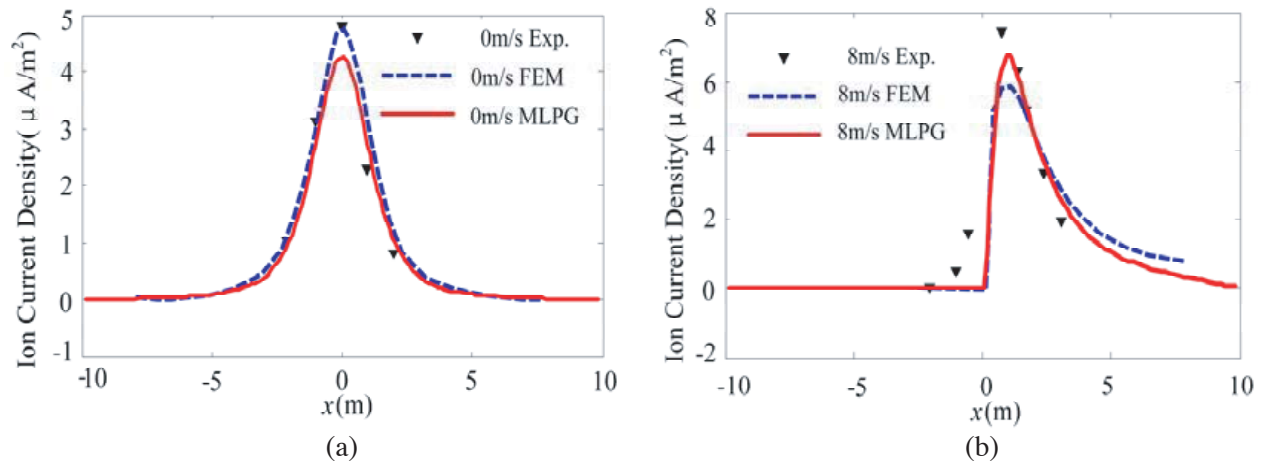 Ion Current Density( μ A/m²)
5
4
3
2
1
0
-1
0m/s Exp.
0m/s FEM
0m/s MLPG
-10
-5
0
5
10
x(m)
(a)
Ion Current Density( μ A/m²)
8
6
4
2
0
-2
8m/s Exp.
8m/s FEM
8m/s MLPG
-10
-5
0
5
10
x(m)
(b)